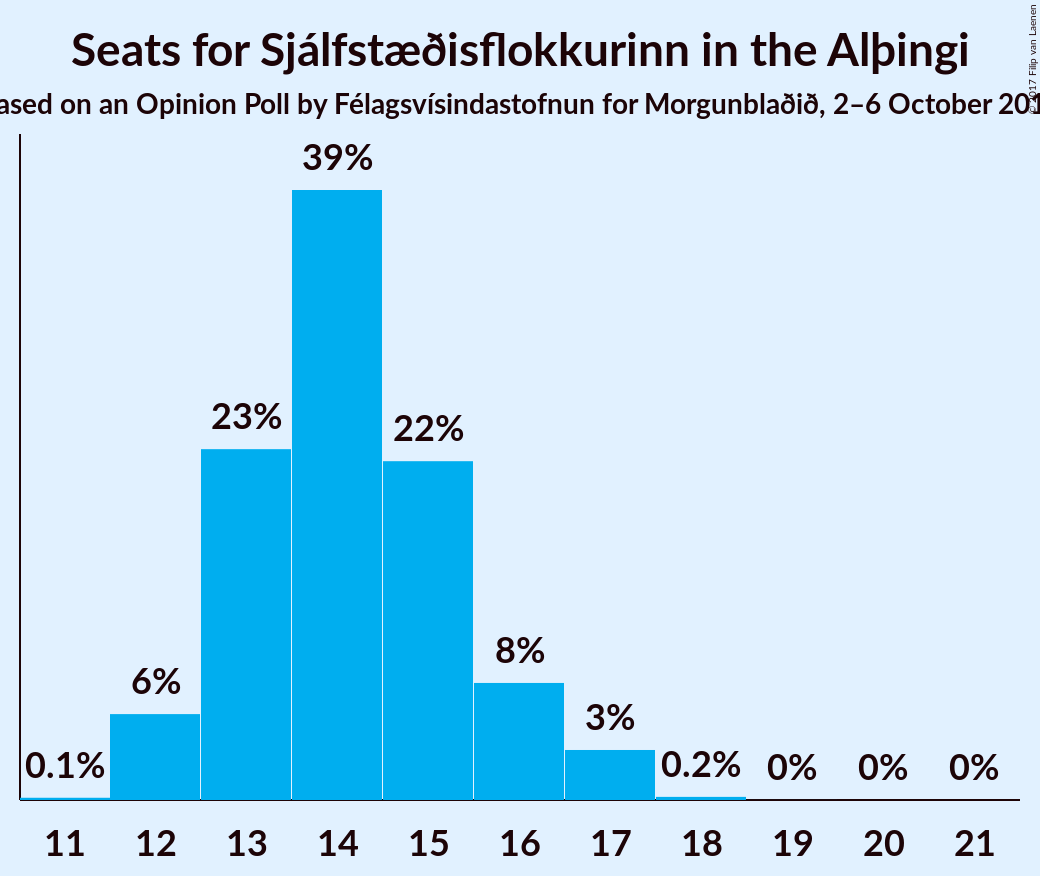 Seats for Sjálfstæðisflokkurinn in the Alþingi
ased on an Opinion Poll by Félagsvísindastofnun for Morgunblaðið, 2–6 October 201
© 2017 Filip van Laenen
39%
23%
22%
8%
6%
3%
0.1%
0.2%
0%
0%
0%
11 12 13 14 15 16 17 18 19 20 21